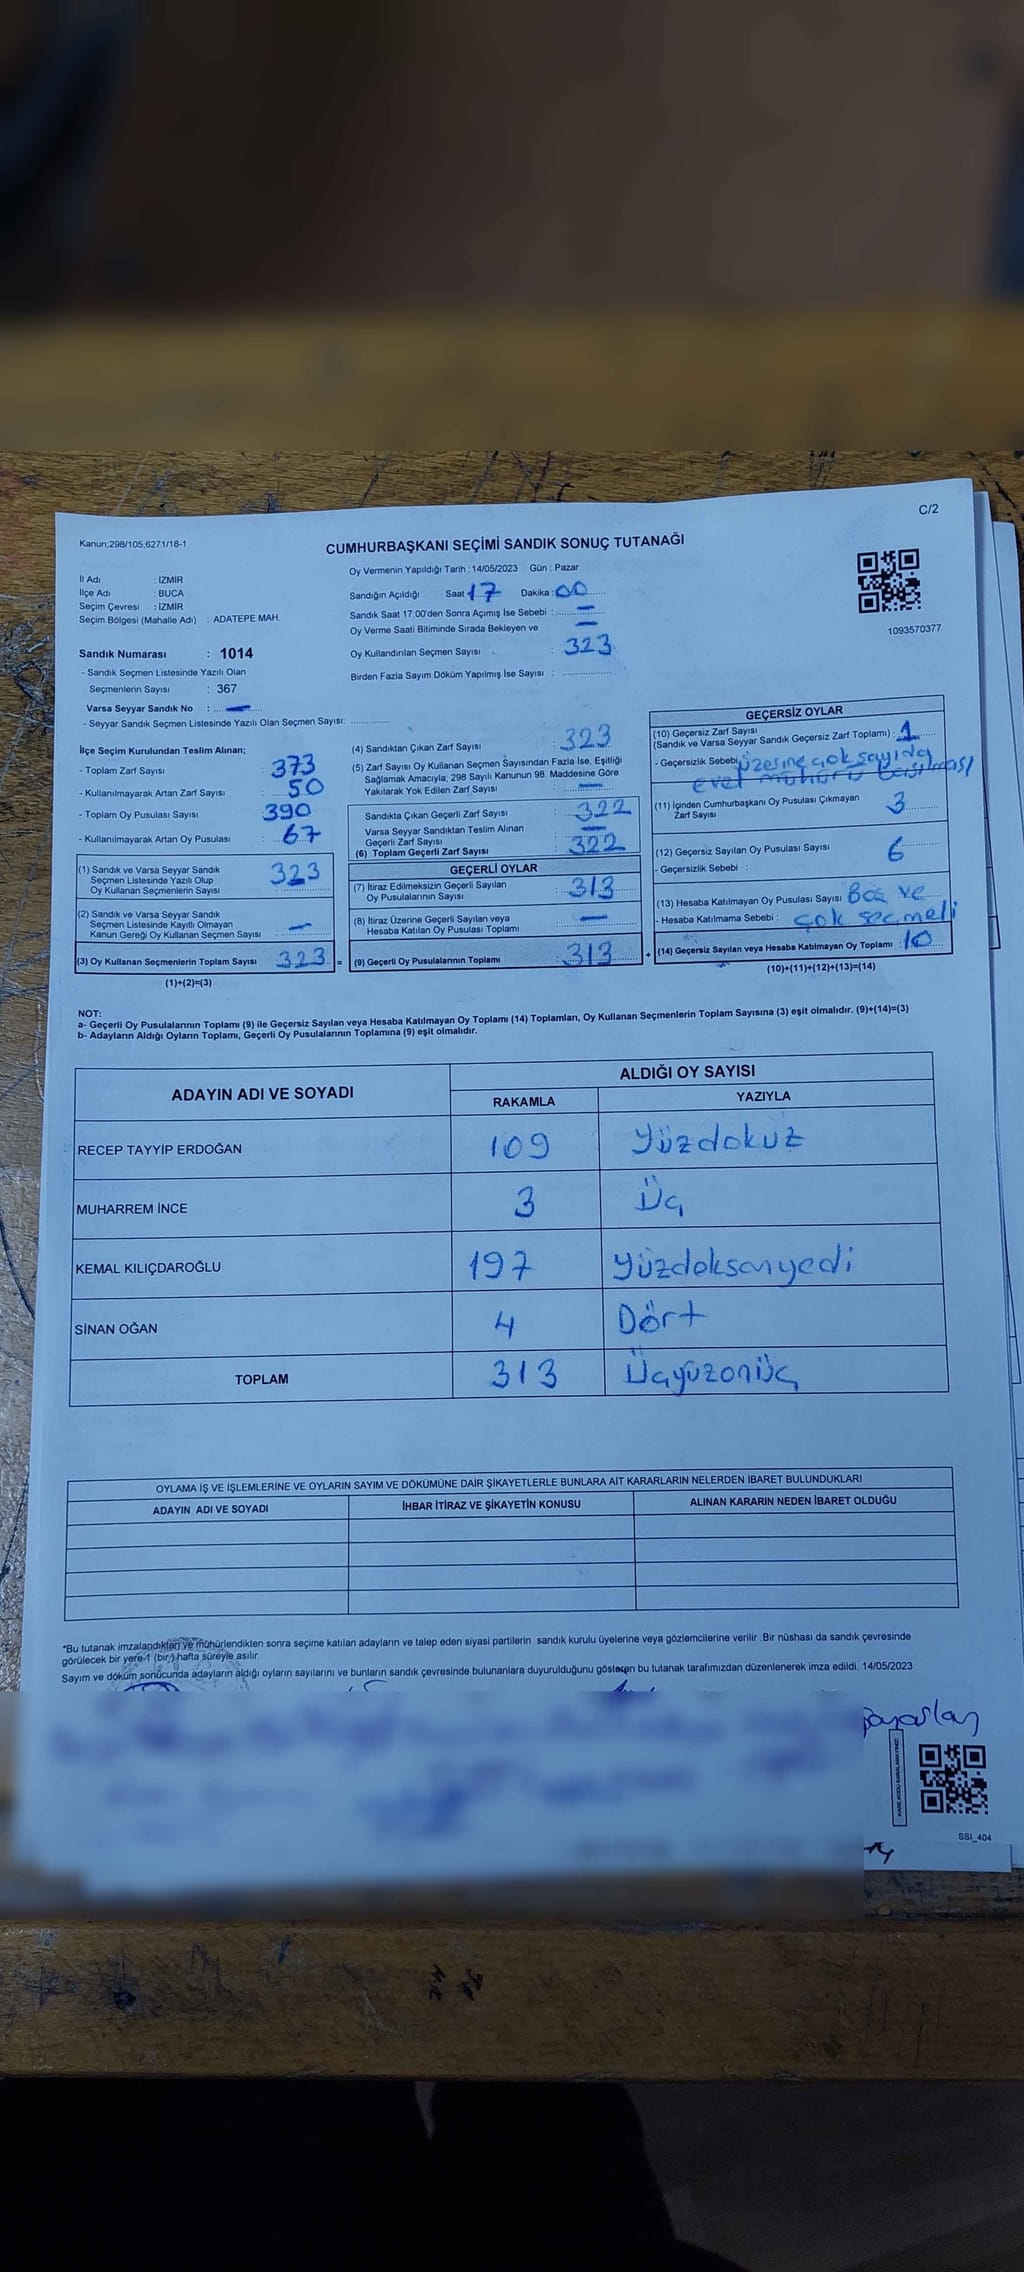 C/2
Kanun,298/105,6271/18-1
CUMHURBAŞKANI SEÇİMİ SANDIK SONUÇ TUTANAĞI
İl Adı : İZMİR
İlçe Adı : BUCA
Seçim Çevresi : İZMİR
Seçim Bölgesi (Mahalle Adı) : ADATEPE MAH.
Sandık Numarası : 1014
- Sandık Seçmen Listesinde Yazılı Olan
Seçmenlerin Sayısı : 367
Varsa Seyyar Sandık No : —
- Seyyar Sandık Seçmen Listesinde Yazılı Olan Seçmen Sayısı: ............
Oy Vermenin Yapıldığı Tarih :14/05/2023 Gün : Pazar
Sandığın Açıldığı Saat 17 Dakika : 00
Sandık Saat 17:00'den Sonra Açımış İse Sebebi : —
Oy Verme Saati Bitiminde Sırada Bekleyen ve —
Oy Kullandırılan Seçmen Sayısı : 323
Birden Fazla Sayım Döküm Yapılmış İse Sayısı : ............
1093570377
İlçe Seçim Kurulundan Teslim Alınan;
- Toplam Zarf Sayısı : 373
- Kullanılmayarak Artan Zarf Sayısı : 50
- Toplam Oy Pusulası Sayısı : 390
- Kullanılmayarak Artan Oy Pusulası : 67
(1) Sandık ve Varsa Seyyar Sandık
Seçmen Listesinde Yazılı Olup
Oy Kullanan Seçmenlerin Sayısı : 323
(2) Sandık ve Varsa Seyyar Sandık
Seçmen Listesinde Kayıtlı Olmayan
Kanun Gereği Oy Kullanan Seçmen Sayısı : —
(3) Oy Kullanan Seçmenlerin Toplam Sayısı : 323 =
(1)+(2)=(3)
(4) Sandıktan Çıkan Zarf Sayısı : 323
(5) Zarf Sayısı Oy Kullanan Seçmen Sayısından Fazla İse, Eşitliği
Sağlamak Amacıyla; 298 Sayılı Kanunun 98. Maddesine Göre
Yakılarak Yok Edilen Zarf Sayısı : —
Sandıkta Çıkan Geçerli Zarf Sayısı : 322
Varsa Seyyar Sandıktan Teslim Alınan
Geçerli Zarf Sayısı : —
(6) Toplam Geçerli Zarf Sayısı : 322
GEÇERLİ OYLAR
(7) İtiraz Edilmeksizin Geçerli Sayılan
Oy Pusulalarının Sayısı : 313
(8) İtiraz Üzerine Geçerli Sayılan veya
Hesaba Katılan Oy Pusulası Toplamı : —
(9) Geçerli Oy Pusulalarının Toplamı : 313 +
GEÇERSİZ OYLAR
(10) Geçersiz Zarf Sayısı
(Sandık ve Varsa Seyyar Sandık Geçersiz Zarf Toplamı) : 1
- Geçersizlik Sebebi: üzesine çok sayıda
evet mührü basılması
(11) İçinden Cumhurbaşkanı Oy Pusulası Çıkmayan
Zarf Sayısı 3
(12) Geçersiz Sayılan Oy Pusulası Sayısı 6
- Geçersizlik Sebebi :
(13) Hesaba Katılmayan Oy Pusulası Sayısı Boş ve
- Hesaba Katılmama Sebebi : çok seçmeli
(14) Geçersiz Sayılan veya Hesaba Katılmayan Oy Toplamı : 10
(10)+(11)+(12)+(13)=(14)
NOT:
a- Geçerli Oy Pusulalarının Toplamı (9) ile Geçersiz Sayılan veya Hesaba Katılmayan Oy Toplamı (14) Toplamları, Oy Kullanan Seçmenlerin Toplam Sayısına (3) eşit olmalıdır. (9)+(14)=(3)
b- Adayların Aldığı Oyların Toplamı, Geçerli Oy Pusulalarının Toplamına (9) eşit olmalıdır.
ADAYIN ADI VE SOYADI ALDIĞI OY SAYISI
RAKAMLA YAZIYLA
RECEP TAYYİP ERDOĞAN 109 Yüzdokuz
MUHARREM İNCE 3 Üç
KEMAL KILIÇDAROĞLU 197 Yüzdoksanyedi
SİNAN OĞAN 4 Dört
TOPLAM 313 Üçyüzonüç
OYLAMA İŞ VE İŞLEMLERİNE VE OYLARIN SAYIM VE DÖKÜMÜNE DAİR ŞİKAYETLERLE BUNLARA AİT KARARLARIN NELERDEN İBARET BULUNDUKLARI
ADAYIN ADI VE SOYADI İHBAR İTİRAZ VE ŞİKAYETİN KONUSU ALINAN KARARIN NEDEN İBARET OLDUĞU
*Bu tutanak imzalandıktan ve mühürlendikten sonra seçime katılan adayların ve talep eden siyasi partilerin sandık kurulu üyelerine veya gözlemcilerine verilir .Bir nüshası da sandık çevresinde
görülecek bir yere 1 (bir) hafta süreyle asılır.
Sayım ve döküm sonucunda adayların aldığı oyların sayılarını ve bunların sandık çevresinde bulunanlara duyurulduğunu gösteren bu tutanak tarafımızdan düzenlenerek imza edildi. 14/05/2023
SSI_404